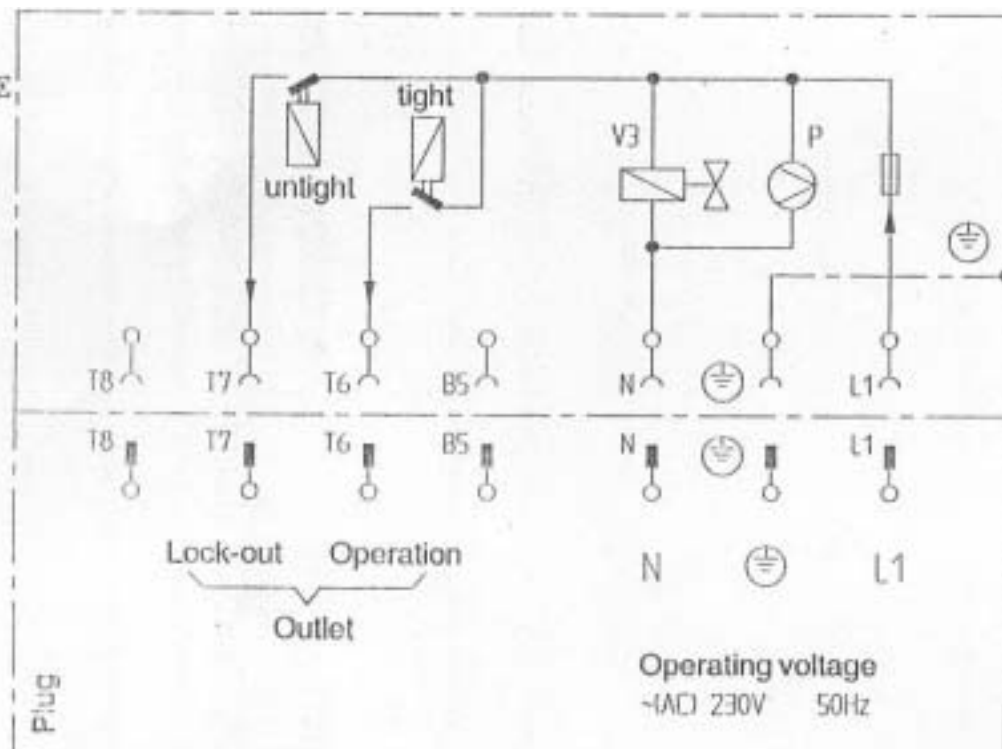 tight
V3 P
untight
T8 T7 T6 B5 N L1
T8 T7 T6 B5 N L1
Lock-out Operation
N L1
Outlet
Operating voltage
~(AC) 230V 50Hz
Plug